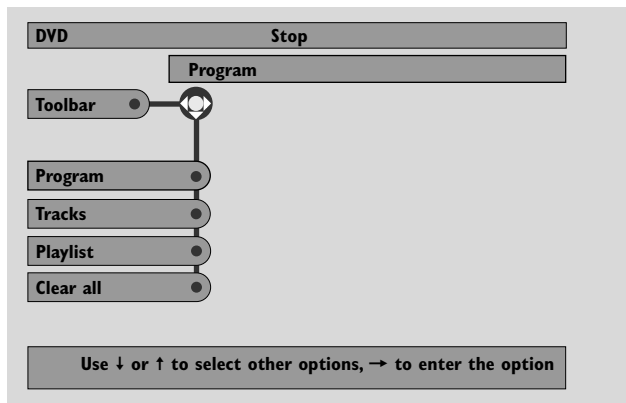 DVD Stop
Program
Toolbar
Program
Tracks
Playlist
Clear all
Use ↓ or ↑ to select other options, → to enter the option